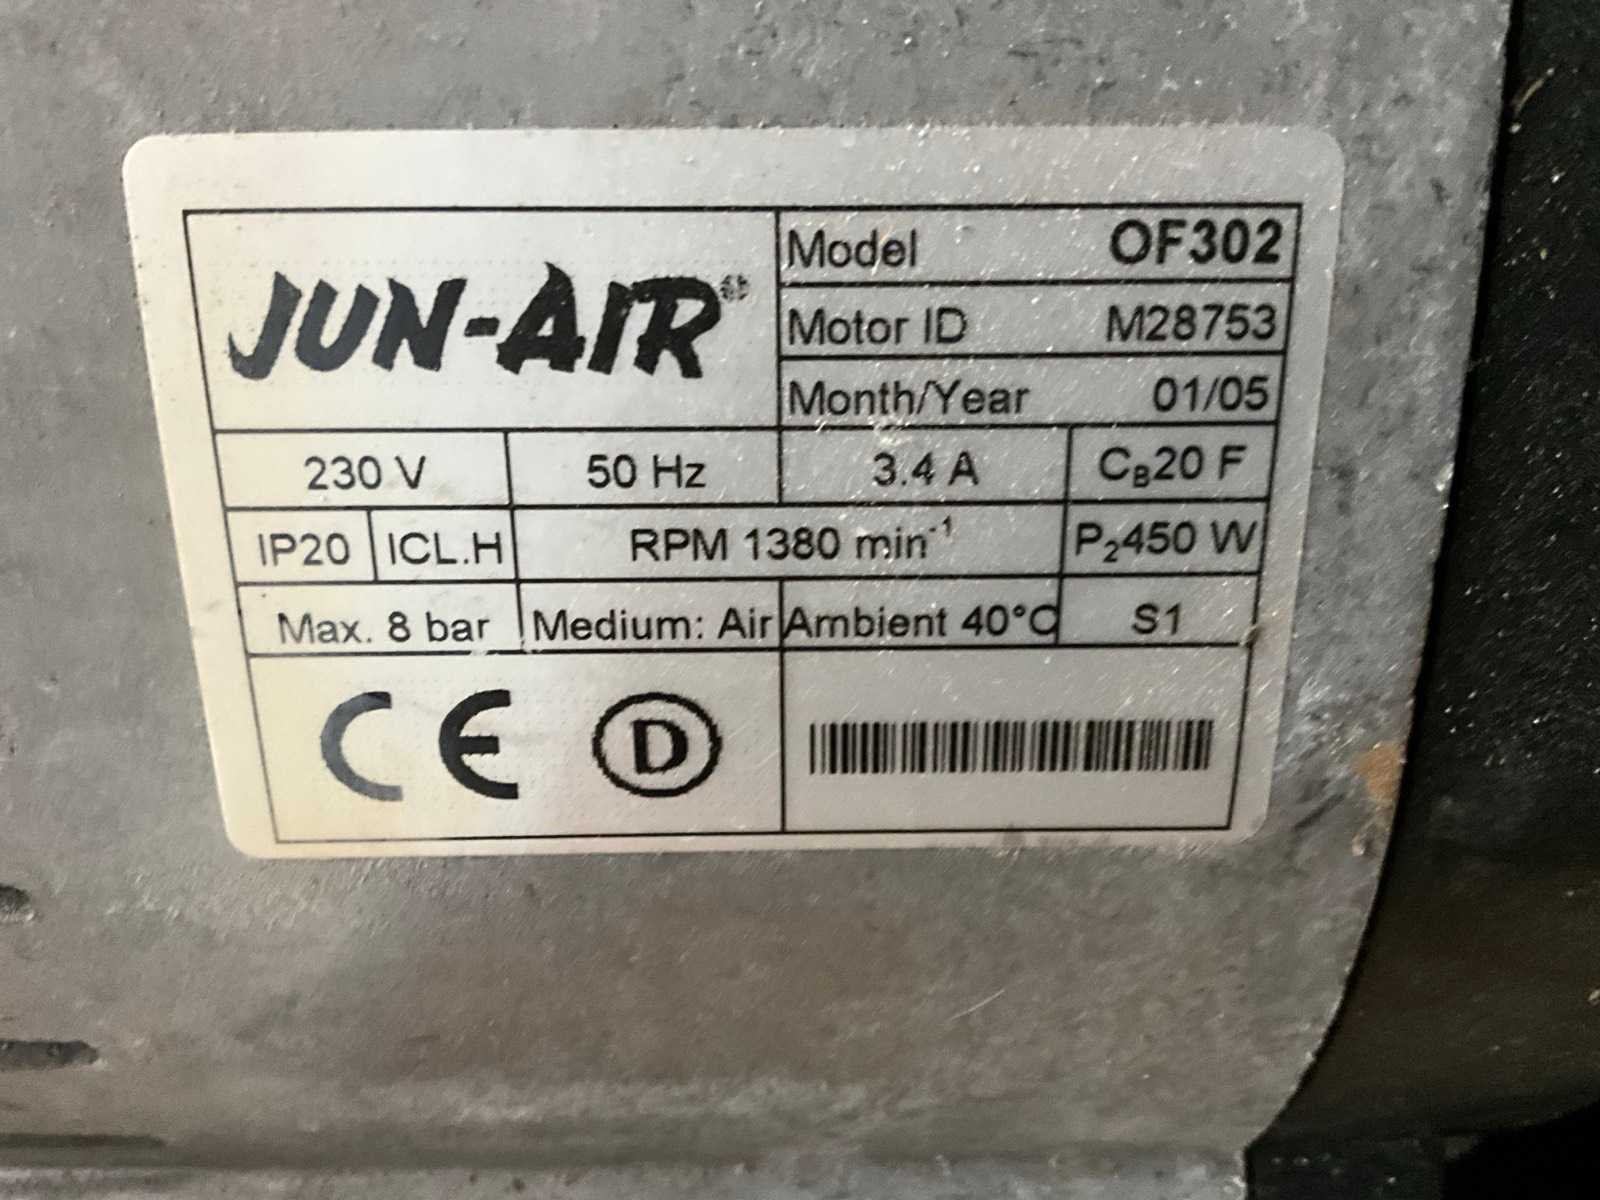 JUN-AIR®
Model OF302
Motor ID M28753
Month/Year 01/05
230 V 50 Hz 3.4 A CB20 F
IP20 ICL.H RPM 1380 min⁻¹ P₂450 W
Max. 8 bar Medium: Air Ambient 40°C S1
CE D